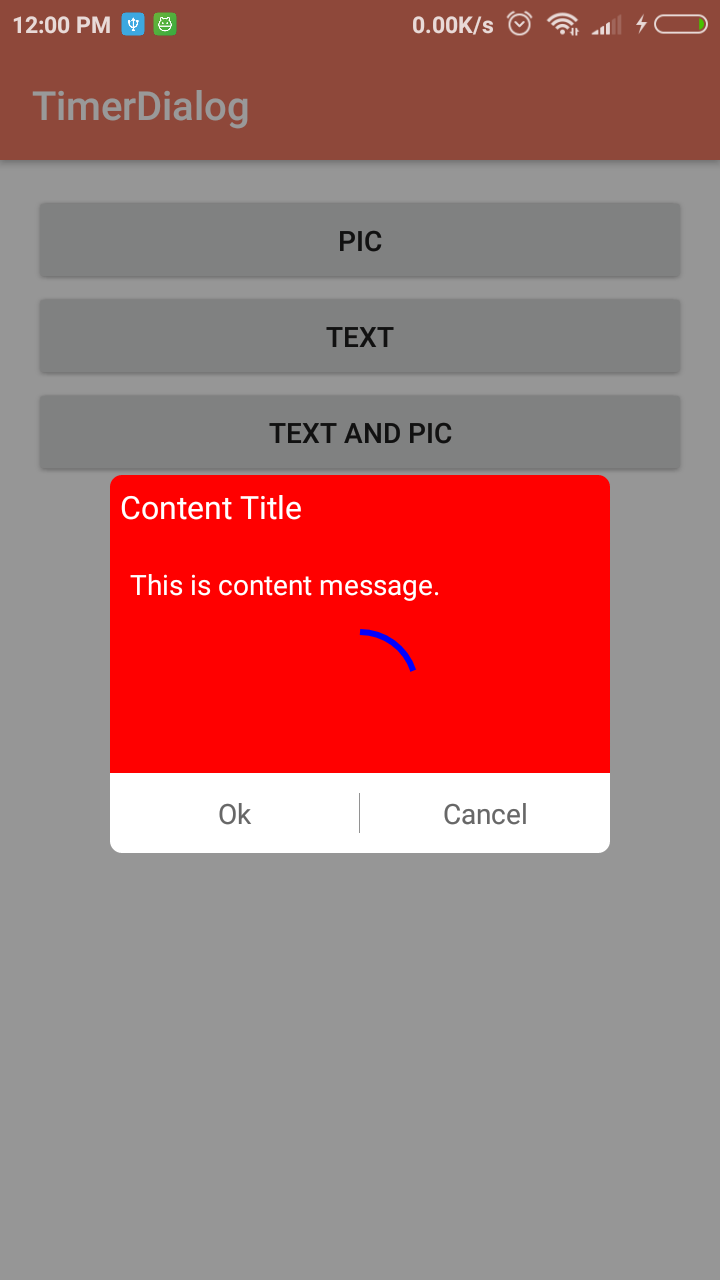 12:00 PM 0.00K/s
TimerDialog
PIC
TEXT
TEXT AND PIC
Content Title
This is content message.
Ok Cancel